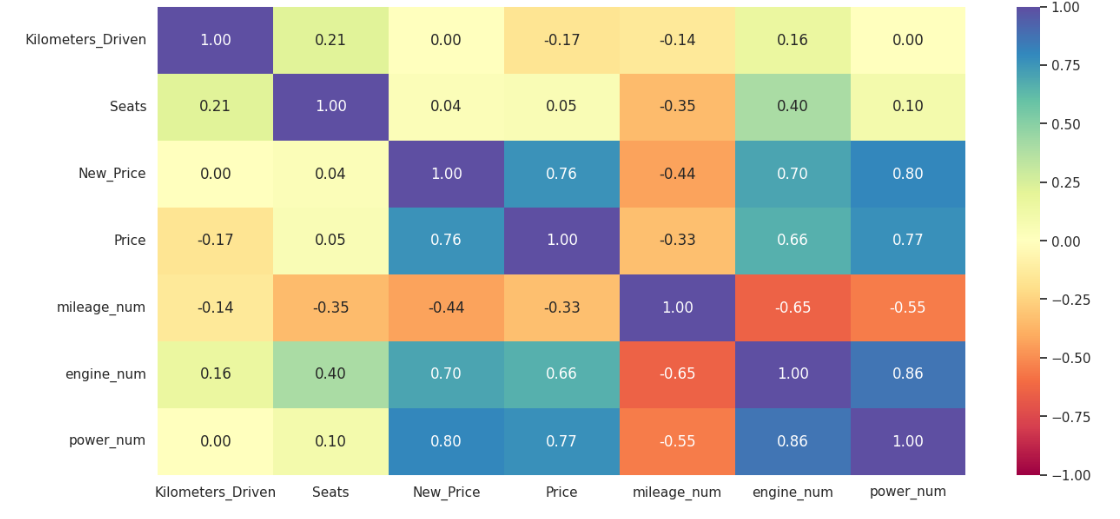 Kilometers_Driven 1.00 0.21 0.00 -0.17 -0.14 0.16 0.00
Seats 0.21 1.00 0.04 0.05 -0.35 0.40 0.10
New_Price 0.00 0.04 1.00 0.76 -0.44 0.70 0.80
Price -0.17 0.05 0.76 1.00 -0.33 0.66 0.77
mileage_num -0.14 -0.35 -0.44 -0.33 1.00 -0.65 -0.55
engine_num 0.16 0.40 0.70 0.66 -0.65 1.00 0.86
power_num 0.00 0.10 0.80 0.77 -0.55 0.86 1.00
Kilometers_Driven Seats New_Price Price mileage_num engine_num power_num
1.00
0.75
0.50
0.25
0.00
−0.25
−0.50
−0.75
−1.00